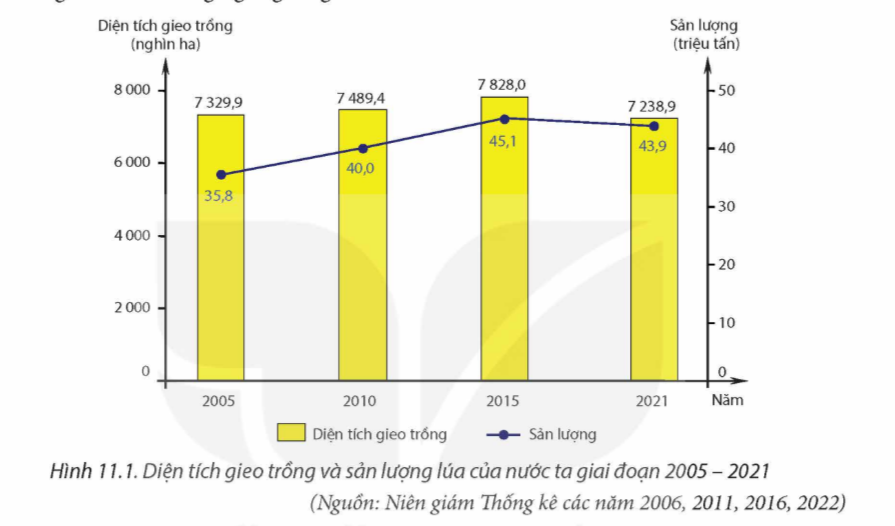 Diện tích gieo trồng
(nghìn ha)
Sản lượng
(triệu tấn)
8 000
6 000
4 000
2 000
0
7 329,9
7 489,4
7 828,0
7 238,9
35,8
40,0
45,1
43,9
50
40
30
20
10
0
2005
2010
2015
2021
Năm
Diện tích gieo trồng
Sản lượng
Hình 11.1. Diện tích gieo trồng và sản lượng lúa của nước ta giai đoạn 2005 – 2021
(Nguồn: Niên giám Thống kê các năm 2006, 2011, 2016, 2022)